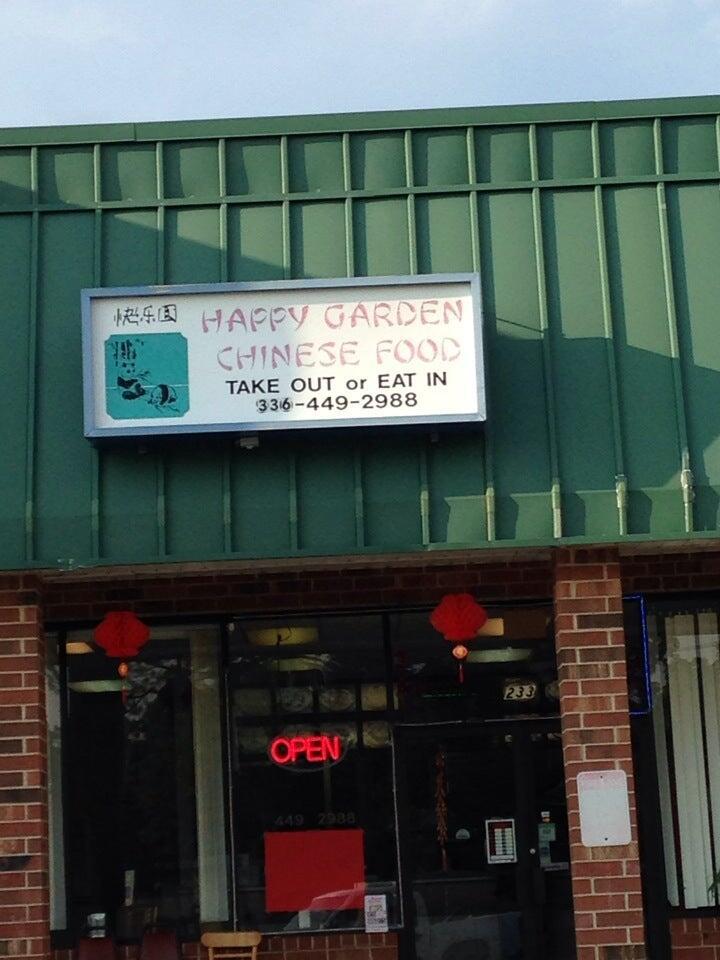 快乐园
HAPPY GARDEN
CHINESE FOOD
TAKE OUT or EAT IN
336-449-2988
233
OPEN
449 2988